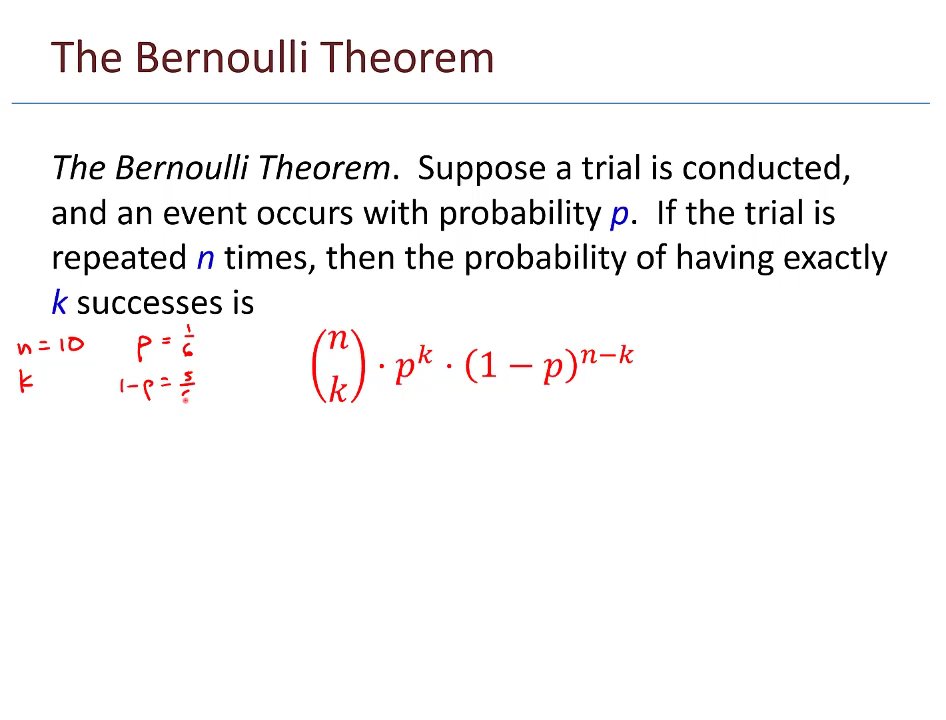 The Bernoulli Theorem
The Bernoulli Theorem. Suppose a trial is conducted,
and an event occurs with probability p. If the trial is
repeated n times, then the probability of having exactly
k successes is
n = 10 p = 1/6
k 1-p = 5/
(n k) · p^k · (1 − p)^{n−k}